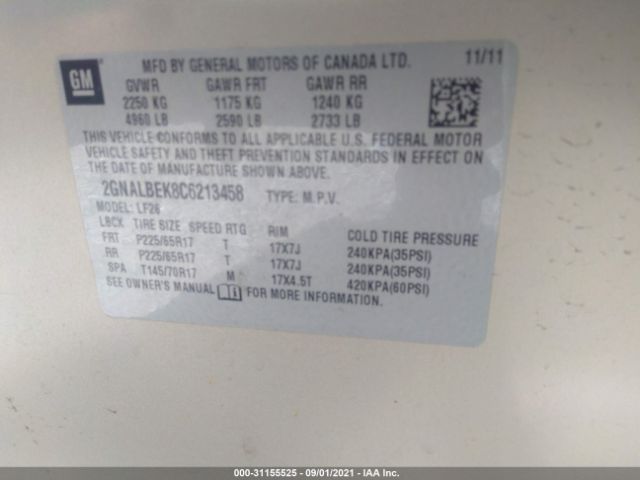 GM
MFD BY GENERAL MOTORS OF CANADA LTD. 11/11
GVWR GAWR FRT GAWR RR
2250 KG 1175 KG 1240 KG
4960 LB 2590 LB 2733 LB
THIS VEHICLE CONFORMS TO ALL APPLICABLE U.S. FEDERAL MOTOR
VEHICLE SAFETY AND THEFT PREVENTION STANDARDS IN EFFECT ON
THE DATE OF MANUFACTURE SHOWN ABOVE.
2GNALBEK8C6213458 TYPE: M.P.V.
MODEL: LF26
LBCK TIRE SIZE SPEED RTG RIM COLD TIRE PRESSURE
FRT P225/65R17 T 17X7J 240KPA(35PSI)
RR P225/65R17 T 17X7J 240KPA(35PSI)
SPA T145/70R17 M 17X4.5T 420KPA(60PSI)
SEE OWNER'S MANUAL FOR MORE INFORMATION.
000-31155525 - 09/01/2021 - IAA Inc.